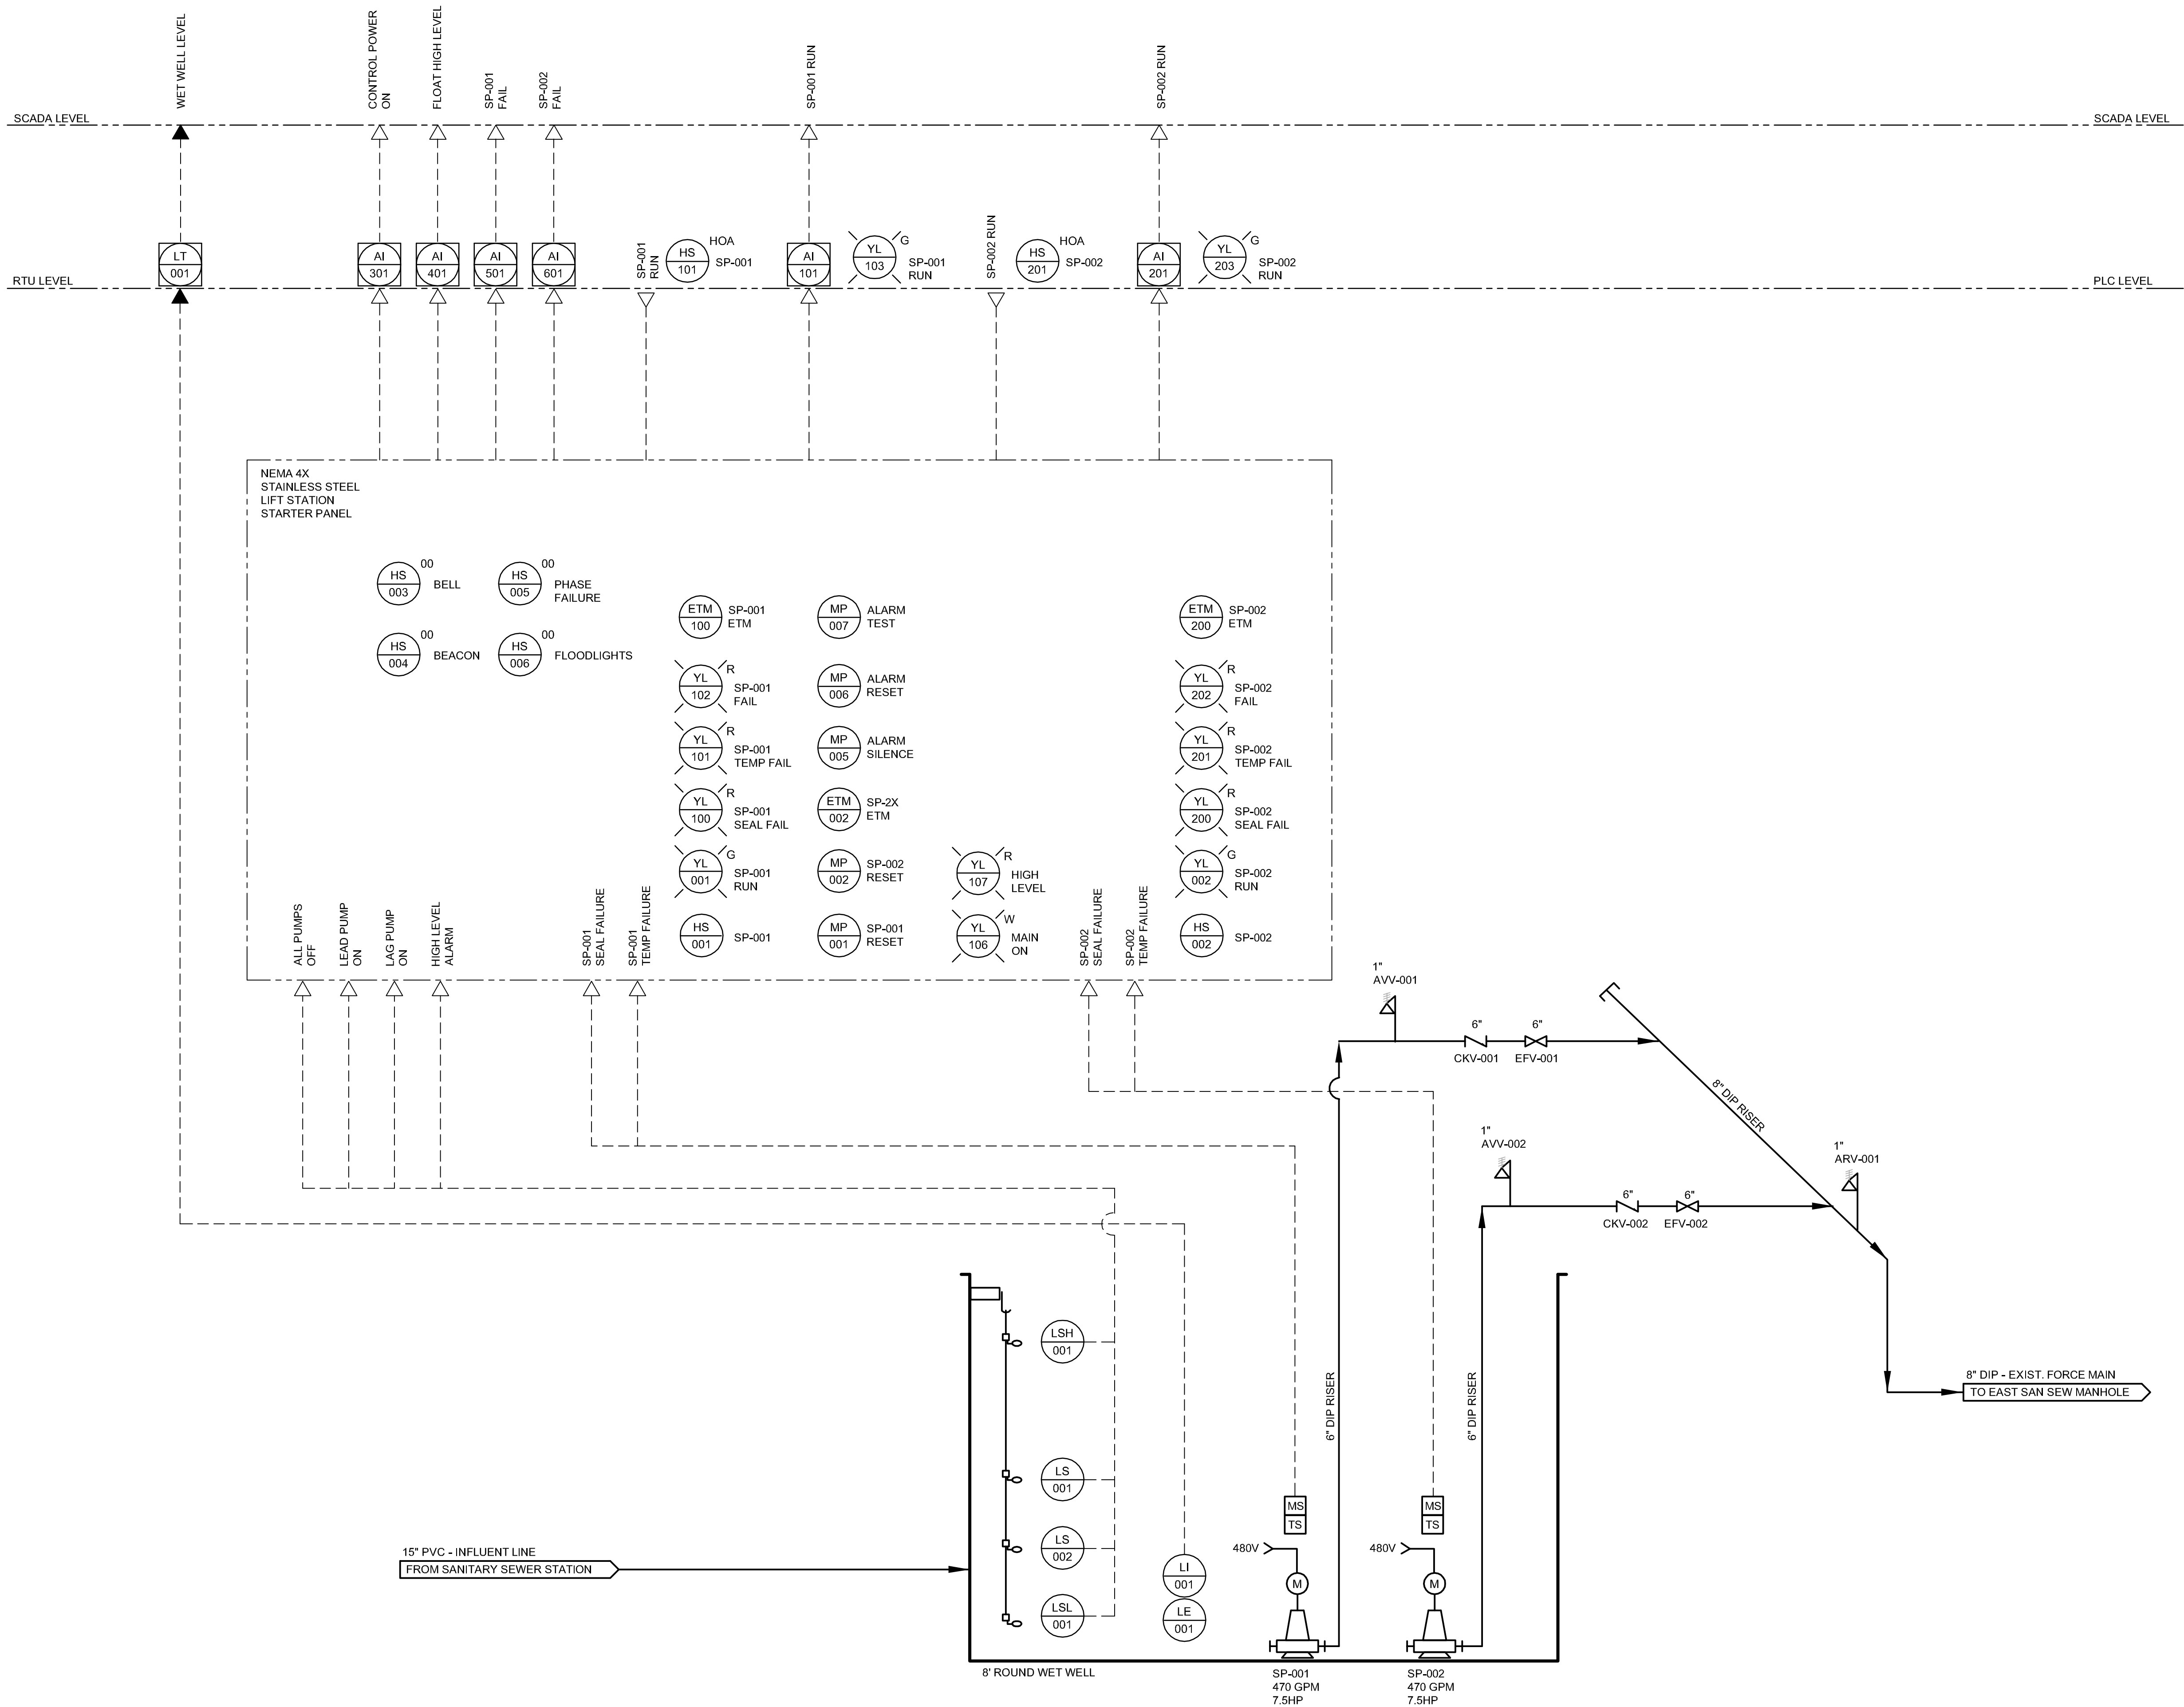 WET WELL LEVEL
CONTROL POWER
ON
FLOAT HIGH LEVEL
SP-001
FAIL
SP-002
FAIL
SP-001 RUN
SP-002 RUN
SCADA LEVEL
SCADA LEVEL
LT
001
AI
301
AI
401
AI
501
AI
601
SP-001
RUN
HS
101
HOA
SP-001
AI
101
YL
103
G
SP-001
RUN
SP-002 RUN
HS
201
HOA
SP-002
AI
201
YL
203
G
SP-002
RUN
RTU LEVEL
PLC LEVEL
NEMA 4X
STAINLESS STEEL
LIFT STATION
STARTER PANEL
HS
003
00
BELL
HS
005
00
PHASE
FAILURE
HS
004
00
BEACON
HS
006
00
FLOODLIGHTS
ETM
100
SP-001
ETM
MP
007
ALARM
TEST
ETM
200
SP-002
ETM
YL
102
R
SP-001
FAIL
MP
006
ALARM
RESET
YL
202
R
SP-002
FAIL
YL
101
R
SP-001
TEMP FAIL
MP
005
ALARM
SILENCE
YL
201
R
SP-002
TEMP FAIL
YL
100
R
SP-001
SEAL FAIL
ETM
002
SP-2X
ETM
YL
200
R
SP-002
SEAL FAIL
YL
001
G
SP-001
RUN
MP
002
SP-002
RESET
YL
107
R
HIGH
LEVEL
YL
002
G
SP-002
RUN
HS
001
SP-001
MP
001
SP-001
RESET
YL
106
W
MAIN
ON
HS
002
SP-002
ALL PUMPS
OFF
LEAD PUMP
ON
LAG PUMP
ON
HIGH LEVEL
ALARM
SP-001
SEAL FAILURE
SP-001
TEMP FAILURE
SP-002
SEAL FAILURE
SP-002
TEMP FAILURE
1"
AVV-001
6"
CKV-001
6"
EFV-001
8" DIP RISER
1"
AVV-002
6"
CKV-002
6"
EFV-002
1"
ARV-001
8" DIP - EXIST. FORCE MAIN
TO EAST SAN SEW MANHOLE
LSH
001
LS
001
LS
002
LSL
001
LI
001
LE
001
6" DIP RISER
6" DIP RISER
MS
TS
480V
M
MS
TS
480V
M
15" PVC - INFLUENT LINE
FROM SANITARY SEWER STATION
8' ROUND WET WELL
SP-001
470 GPM
7.5HP
SP-002
470 GPM
7.5HP